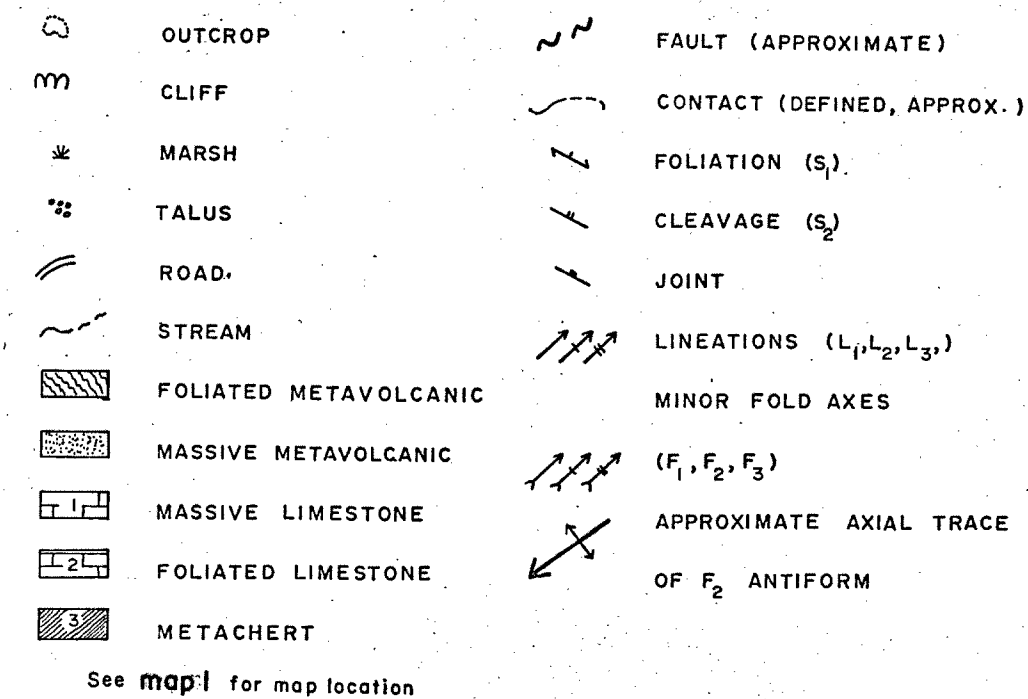 OUTCROP
CLIFF
MARSH
TALUS
ROAD
STREAM
FOLIATED METAVOLCANIC
MASSIVE METAVOLCANIC
1 MASSIVE LIMESTONE
2 FOLIATED LIMESTONE
3 METACHERT
See map 1 for map location
FAULT (APPROXIMATE)
CONTACT (DEFINED, APPROX.)
FOLIATION (S₁)
CLEAVAGE (S₂)
JOINT
LINEATIONS (L₁,L₂,L₃,)
MINOR FOLD AXES
(F₁, F₂, F₃)
APPROXIMATE AXIAL TRACE
OF F₂ ANTIFORM